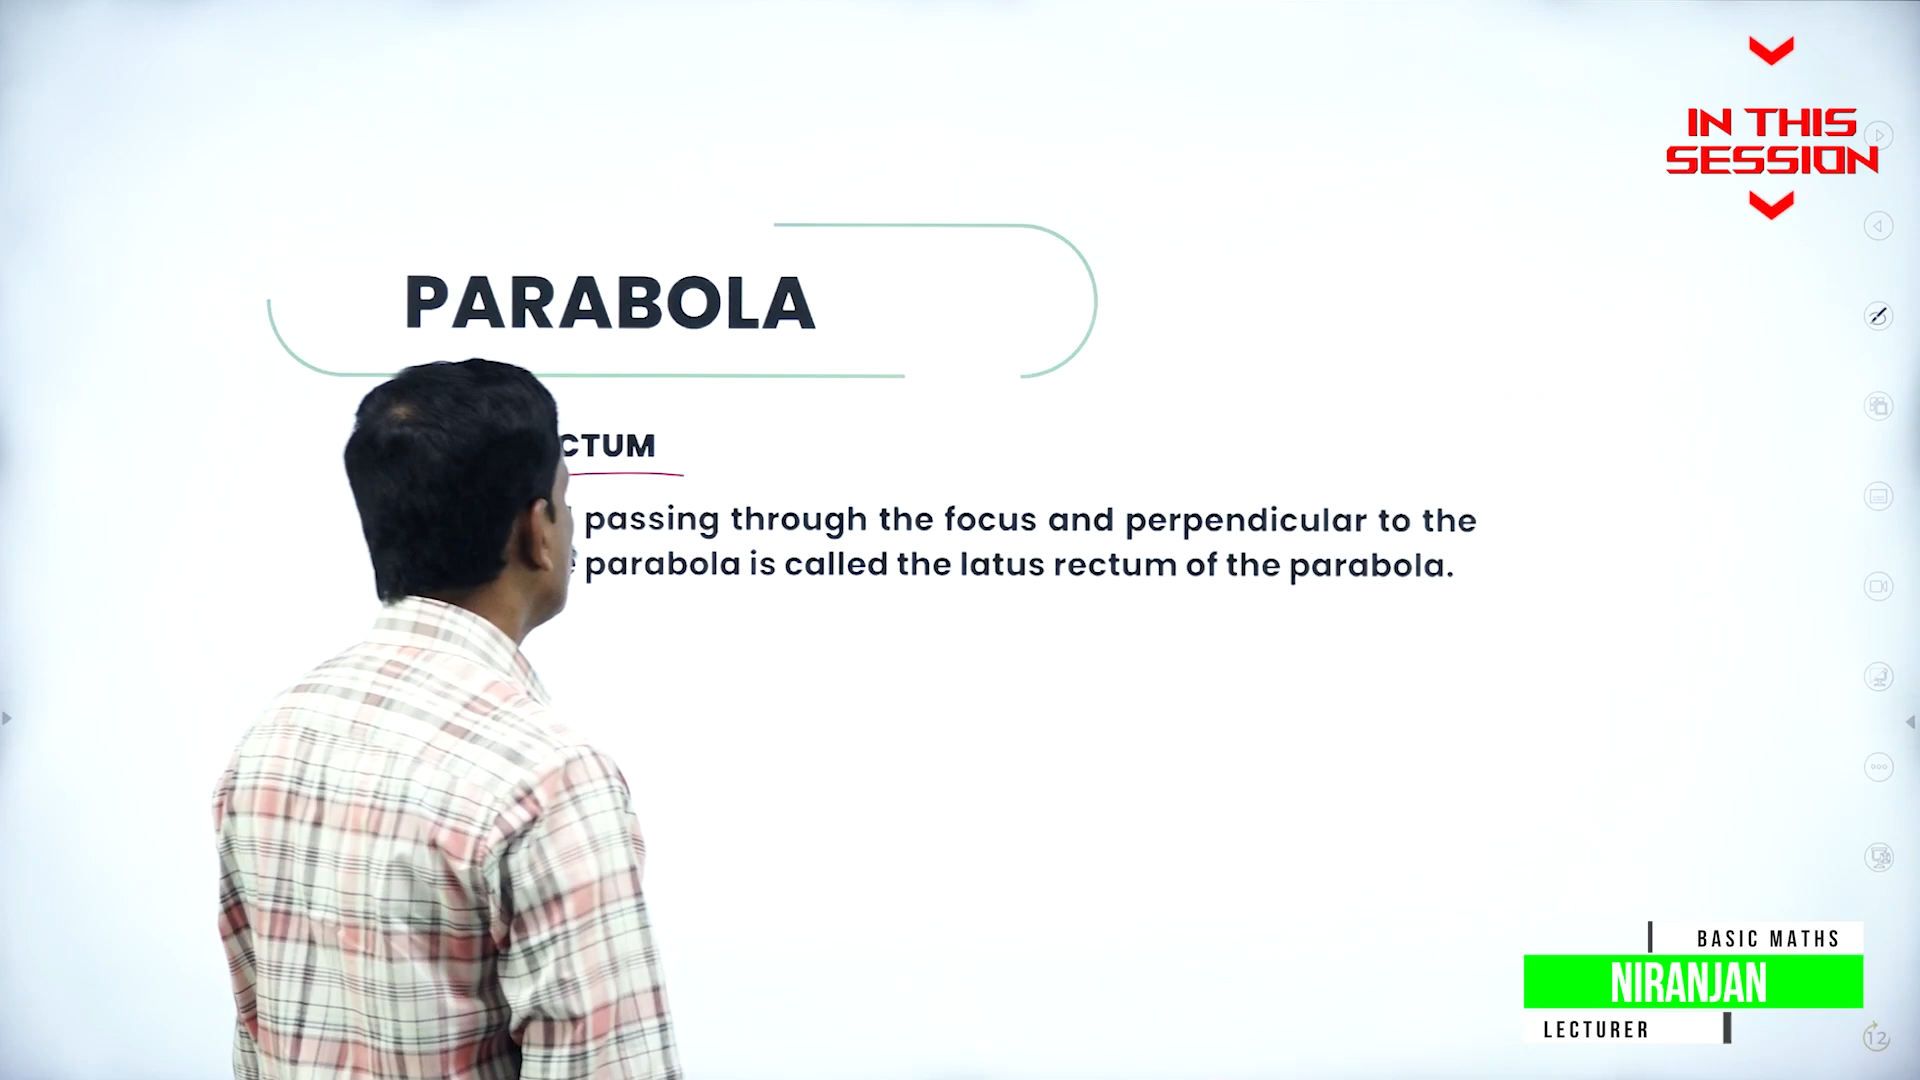 IN THIS
SESSION
PARABOLA
CTUM
passing through the focus and perpendicular to the
parabola is called the latus rectum of the parabola.
BASIC MATHS
NIRANJAN
LECTURER
12